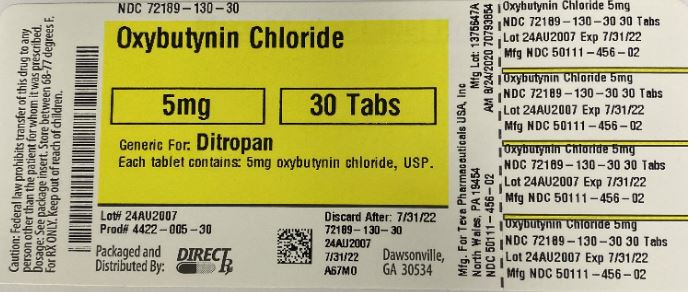 Caution: Federal law prohibits transfer of this drug to any
person other than the patient for whom it was prescribed.
Dosage: See package insert. Store between 68-77 degrees F.
For RX ONLY. Keep out of reach of children.
NDC 72189-130-30
Oxybutynin Chloride
5mg
30 Tabs
Generic For: Ditropan
Each tablet contains: 5mg oxybutynin chloride, USP.
Lot# 24AU2007
Prod# 4422-005-30
Packaged and
Distributed By:
DIRECT Rx
Discard After: 7/31/22
72189-130-30
24AU2007
7/31/22
A67MO
Dawsonville,
GA 30534
Mfg. For Teva Pharmaceuticals USA, Inc
North Wales, PA 19454
NDC 50111-456-02
Mfg Lot: 1375647A
AM 8/24/2020 70793854
Oxybutynin Chloride 5mg
NDC 72189-130-30 30 Tabs
Lot 24AU2007 Exp 7/31/22
Mfg NDC 50111-456-02
Oxybutynin Chloride 5mg
NDC 72189-130-30 30 Tabs
Lot 24AU2007 Exp 7/31/22
Mfg NDC 50111-456-02
Oxybutynin Chloride 5mg
NDC 72189-130-30 30 Tabs
Lot 24AU2007 Exp 7/31/22
Mfg NDC 50111-456-02
Oxybutynin Chloride 5mg
NDC 72189-130-30 30 Tabs
Lot 24AU2007 Exp 7/31/22
Mfg NDC 50111-456-02